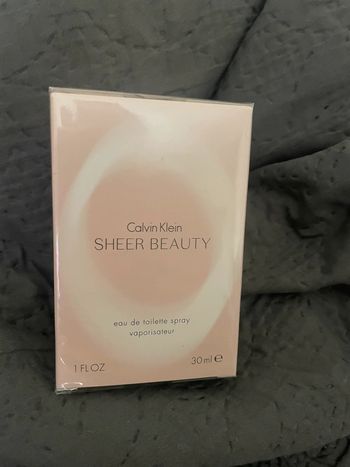 Calvin Klein
SHEER BEAUTY
eau de toilette spray
vaporisateur
1 FL OZ 30 ml ℮